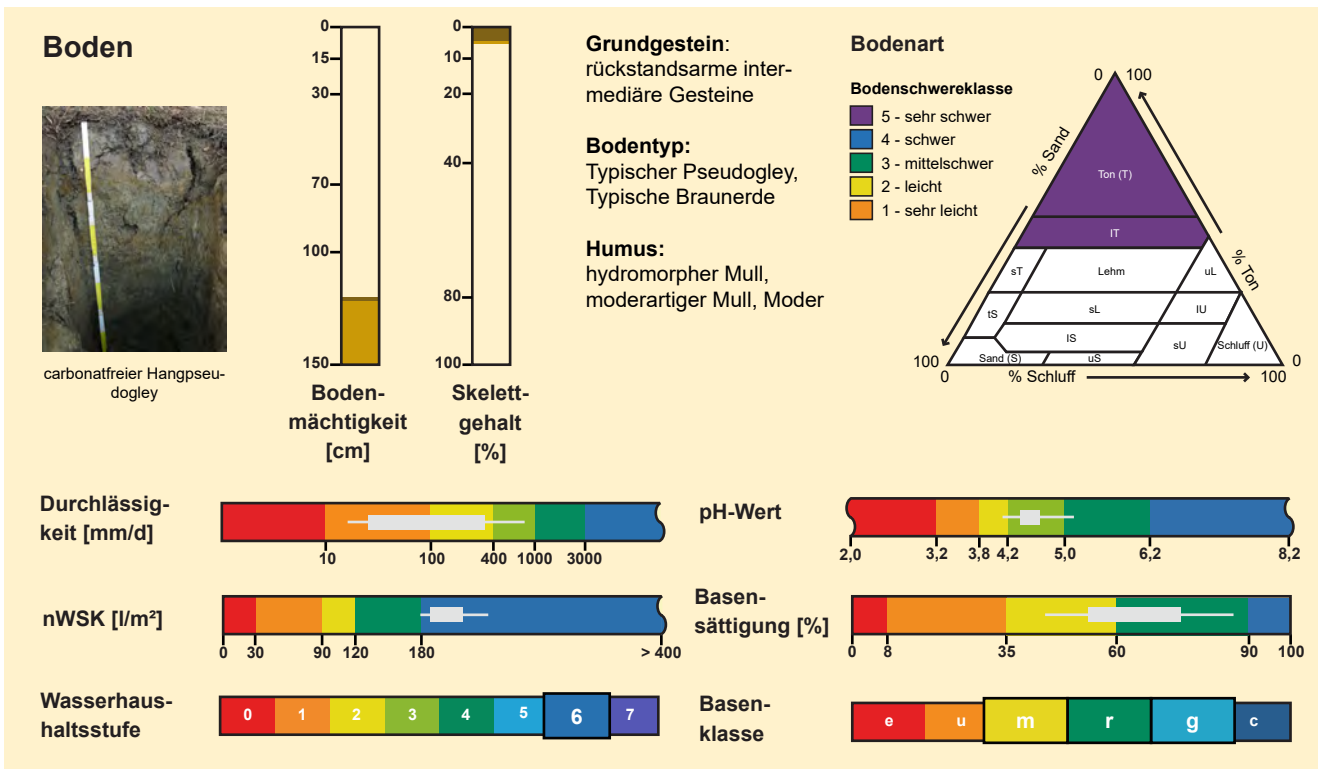 Boden
carbonatfreier Hangpseu-
dogley
0
15
30
70
100
150
Boden-
mächtigkeit
[cm]
0
10
20
40
80
100
Skelett-
gehalt
[%]
Grundgestein:
rückstandsarme inter-
mediäre Gesteine
Bodentyp:
Typischer Pseudogley,
Typische Braunerde
Humus:
hydromorpher Mull,
moderartiger Mull, Moder
Bodenart
Bodenschwereklasse
5 - sehr schwer
4 - schwer
3 - mittelschwer
2 - leicht
1 - sehr leicht
0 100
% Sand
% Ton
Ton (T)
lT
sT Lehm uL
tS sL lU
lS sU Schluff (U)
Sand (S) uS
100 0
0 % Schluff 100
Durchlässig-
keit [mm/d]
10 100 400 1000 3000
nWSK [l/m²]
0 30 90 120 180 > 400
Wasserhaus-
haltsstufe
0 1 2 3 4 5 6 7
pH-Wert
2,0 3,2 3,8 4,2 5,0 6,2 8,2
Basen-
sättigung [%]
0 8 35 60 90 100
Basen-
klasse
e u m r g c